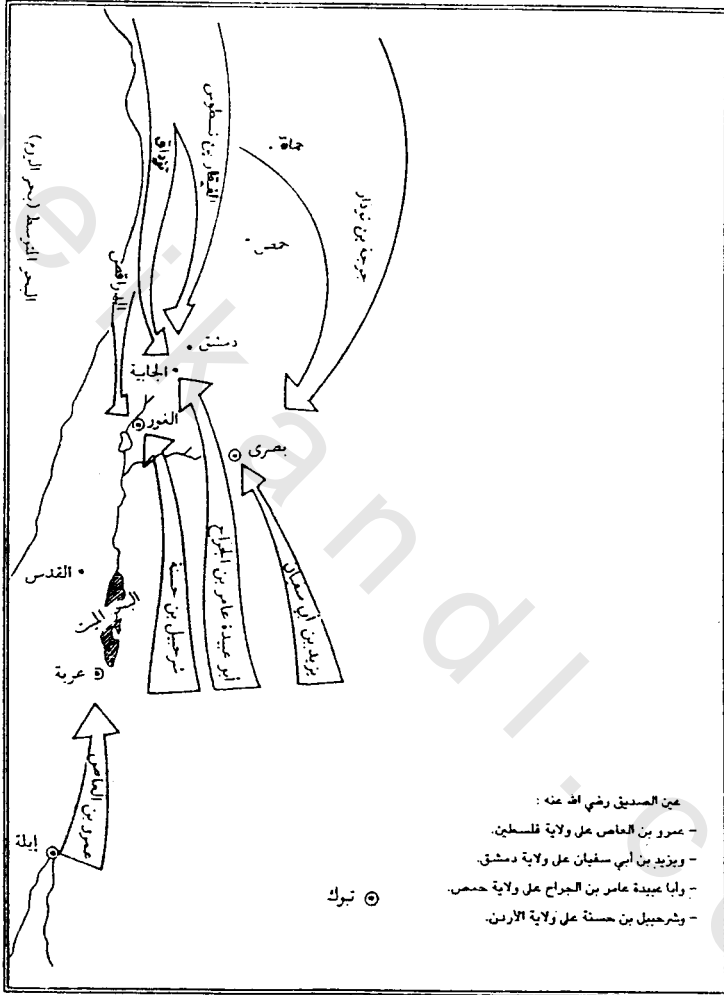 البحر المتوسط (بحر الروم)
الدراقص
تذارق
الفيقار بن نسطوس
حماة
حمص
جرجة بن توذار
دمشق
الجابية
الغور
بصرى
القدس
البحر الميت
عربة
شرحبيل بن حسنة
أبو عبيدة عامر بن الجراح
يزيد بن أبي سفيان
عمرو بن العاص
إيلة
تبوك
عين الصديق رضي الله عنه :
– عمرو بن العاص على ولاية فلسطين.
– ويزيد بن أبي سفيان على ولاية دمشق.
– وأبا عبيدة عامر بن الجراح على ولاية حمص.
– وشرحبيل بن حسنة على ولاية الأردن.